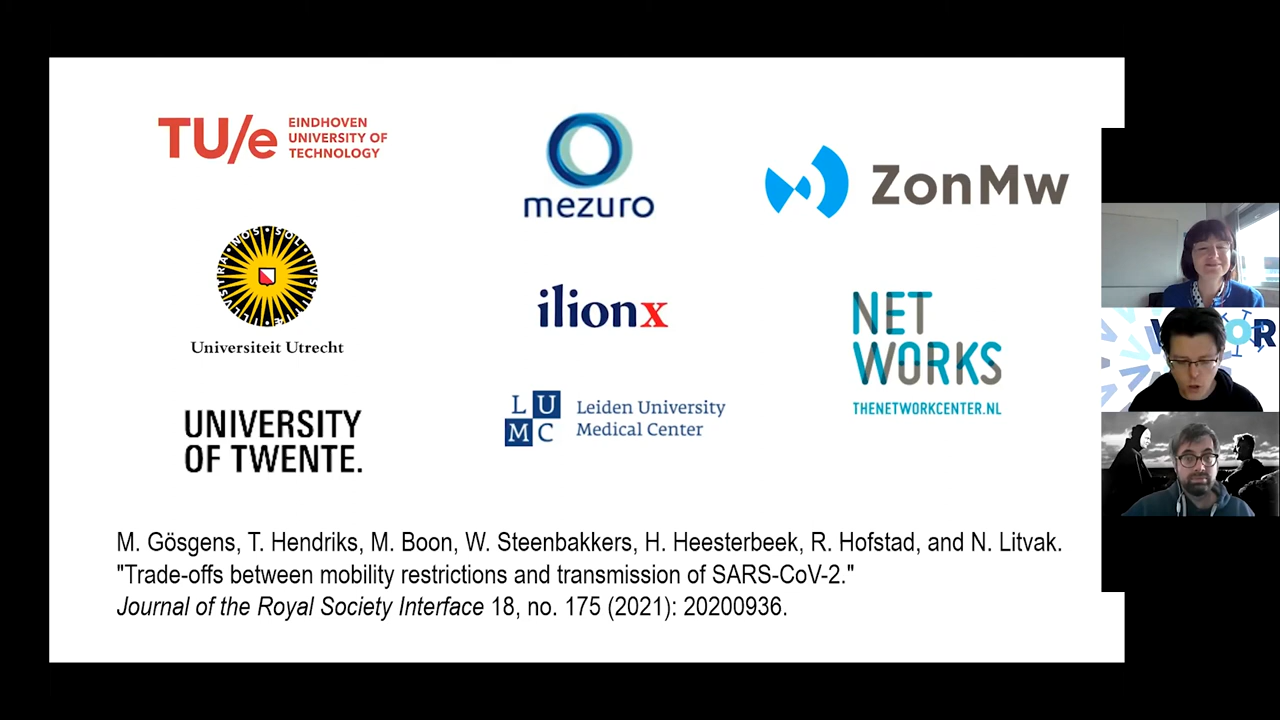 TU/e EINDHOVEN
UNIVERSITY OF
TECHNOLOGY
mezuro
ZonMw
Universiteit Utrecht
ilionx
NET
WORKS
THENETWORKCENTER.NL
UNIVERSITY
OF TWENTE.
LU
MC
Leiden University
Medical Center
M. Gösgens, T. Hendriks, M. Boon, W. Steenbakkers, H. Heesterbeek, R. Hofstad, and N. Litvak.
"Trade-offs between mobility restrictions and transmission of SARS-CoV-2."
Journal of the Royal Society Interface 18, no. 175 (2021): 20200936.